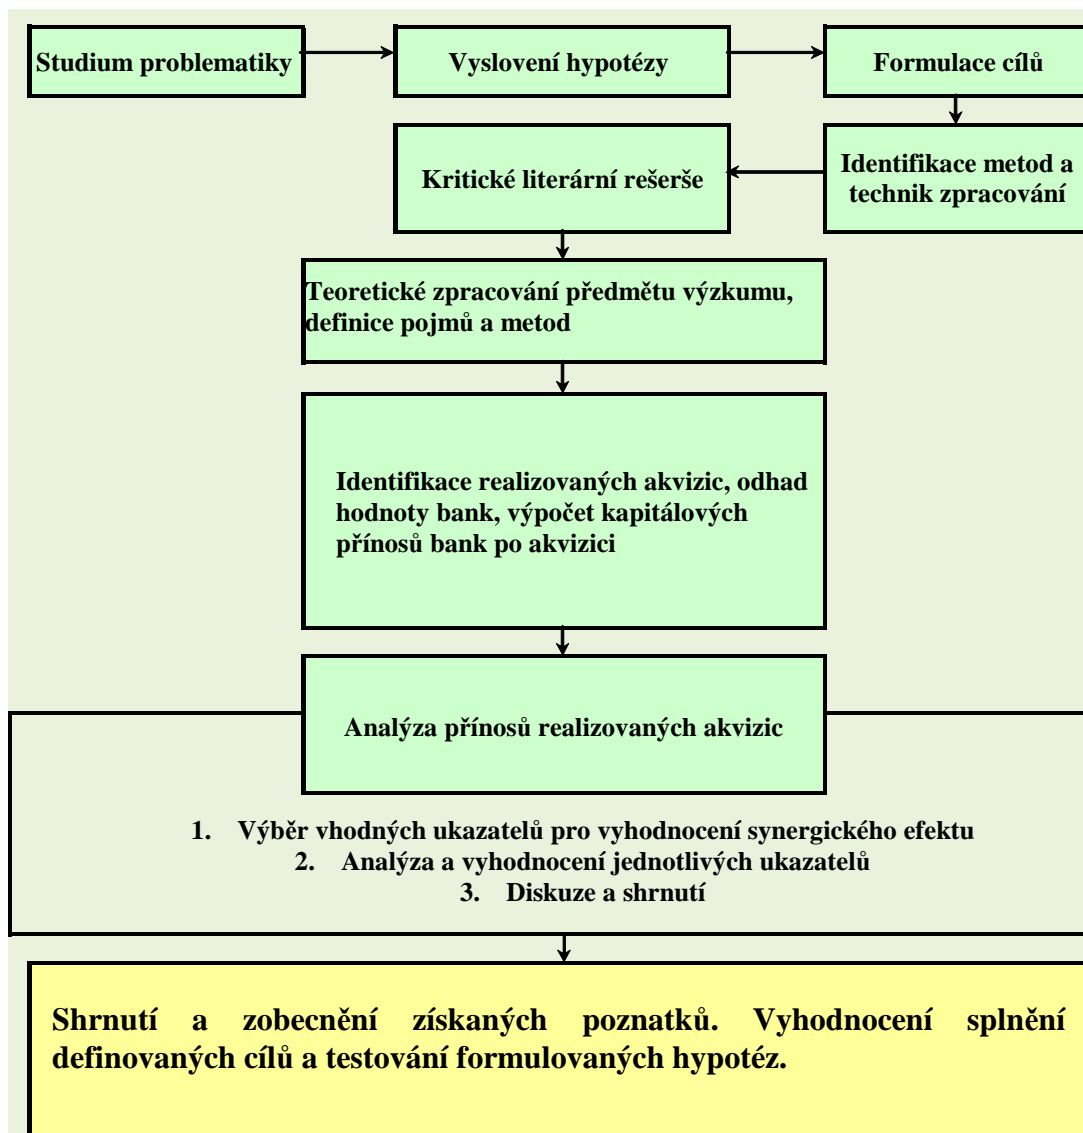 Studium problematiky
Vyslovení hypotézy
Formulace cílů
Identifikace metod a
technik zpracování
Kritické literární rešerše
Teoretické zpracování předmětu výzkumu,
definice pojmů a metod
Identifikace realizovaných akvizic, odhad
hodnoty bank, výpočet kapitálových
přínosů bank po akvizici
Analýza přínosů realizovaných akvizic
1. Výběr vhodných ukazatelů pro vyhodnocení synergického efektu
2. Analýza a vyhodnocení jednotlivých ukazatelů
3. Diskuze a shrnutí
Shrnutí a zobecnění získaných poznatků. Vyhodnocení splnění
definovaných cílů a testování formulovaných hypotéz.